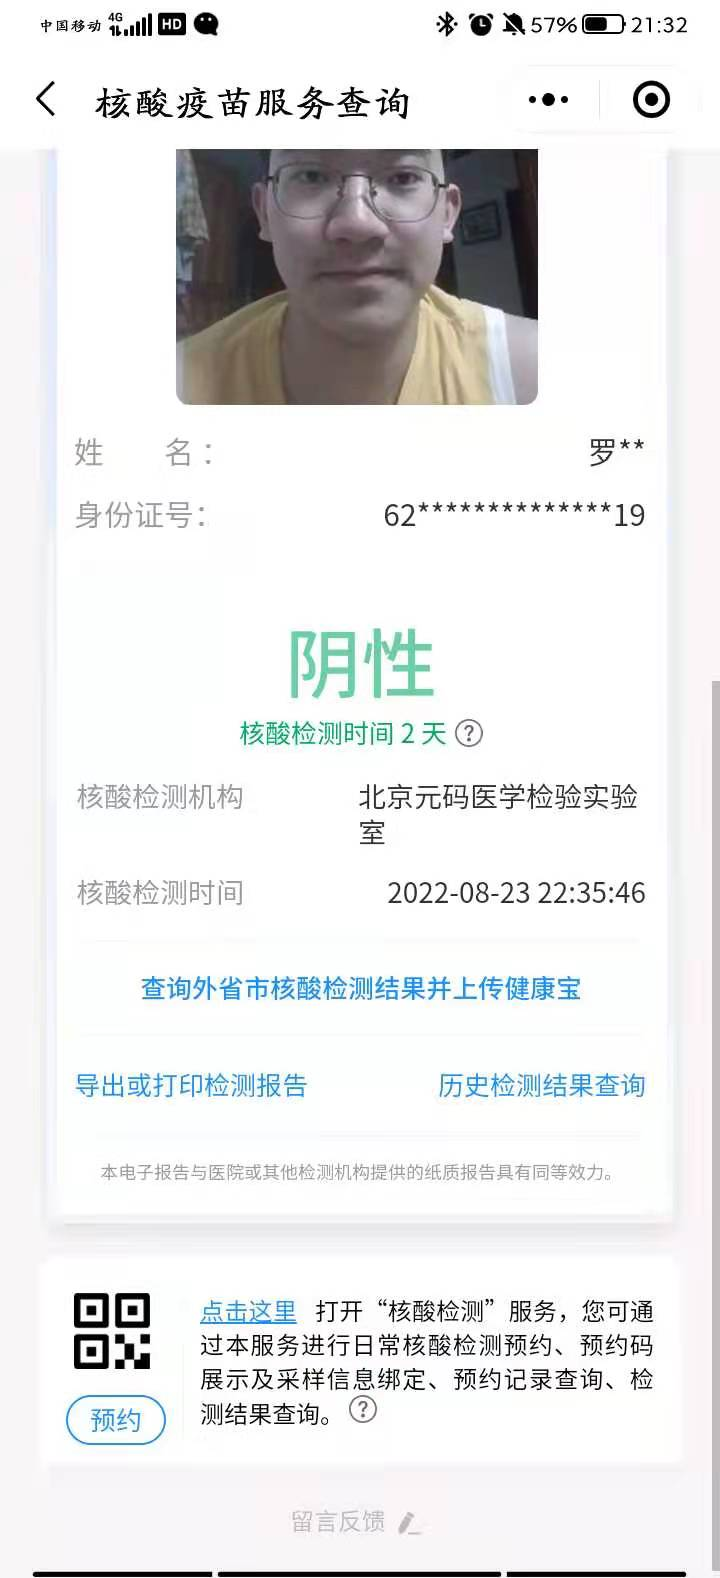 中国移动 4G HD 57% 21:32
核酸疫苗服务查询
姓 名： 罗**
身份证号： 62**************19
阴性
核酸检测时间 2 天 ?
核酸检测机构 北京元码医学检验实验
室
核酸检测时间 2022-08-23 22:35:46
查询外省市核酸检测结果并上传健康宝
导出或打印检测报告 历史检测结果查询
本电子报告与医院或其他检测机构提供的纸质报告具有同等效力。
点击这里 打开“核酸检测”服务，您可通
过本服务进行日常核酸检测预约、预约码
展示及采样信息绑定、预约记录查询、检
测结果查询。 ?
预约
留言反馈